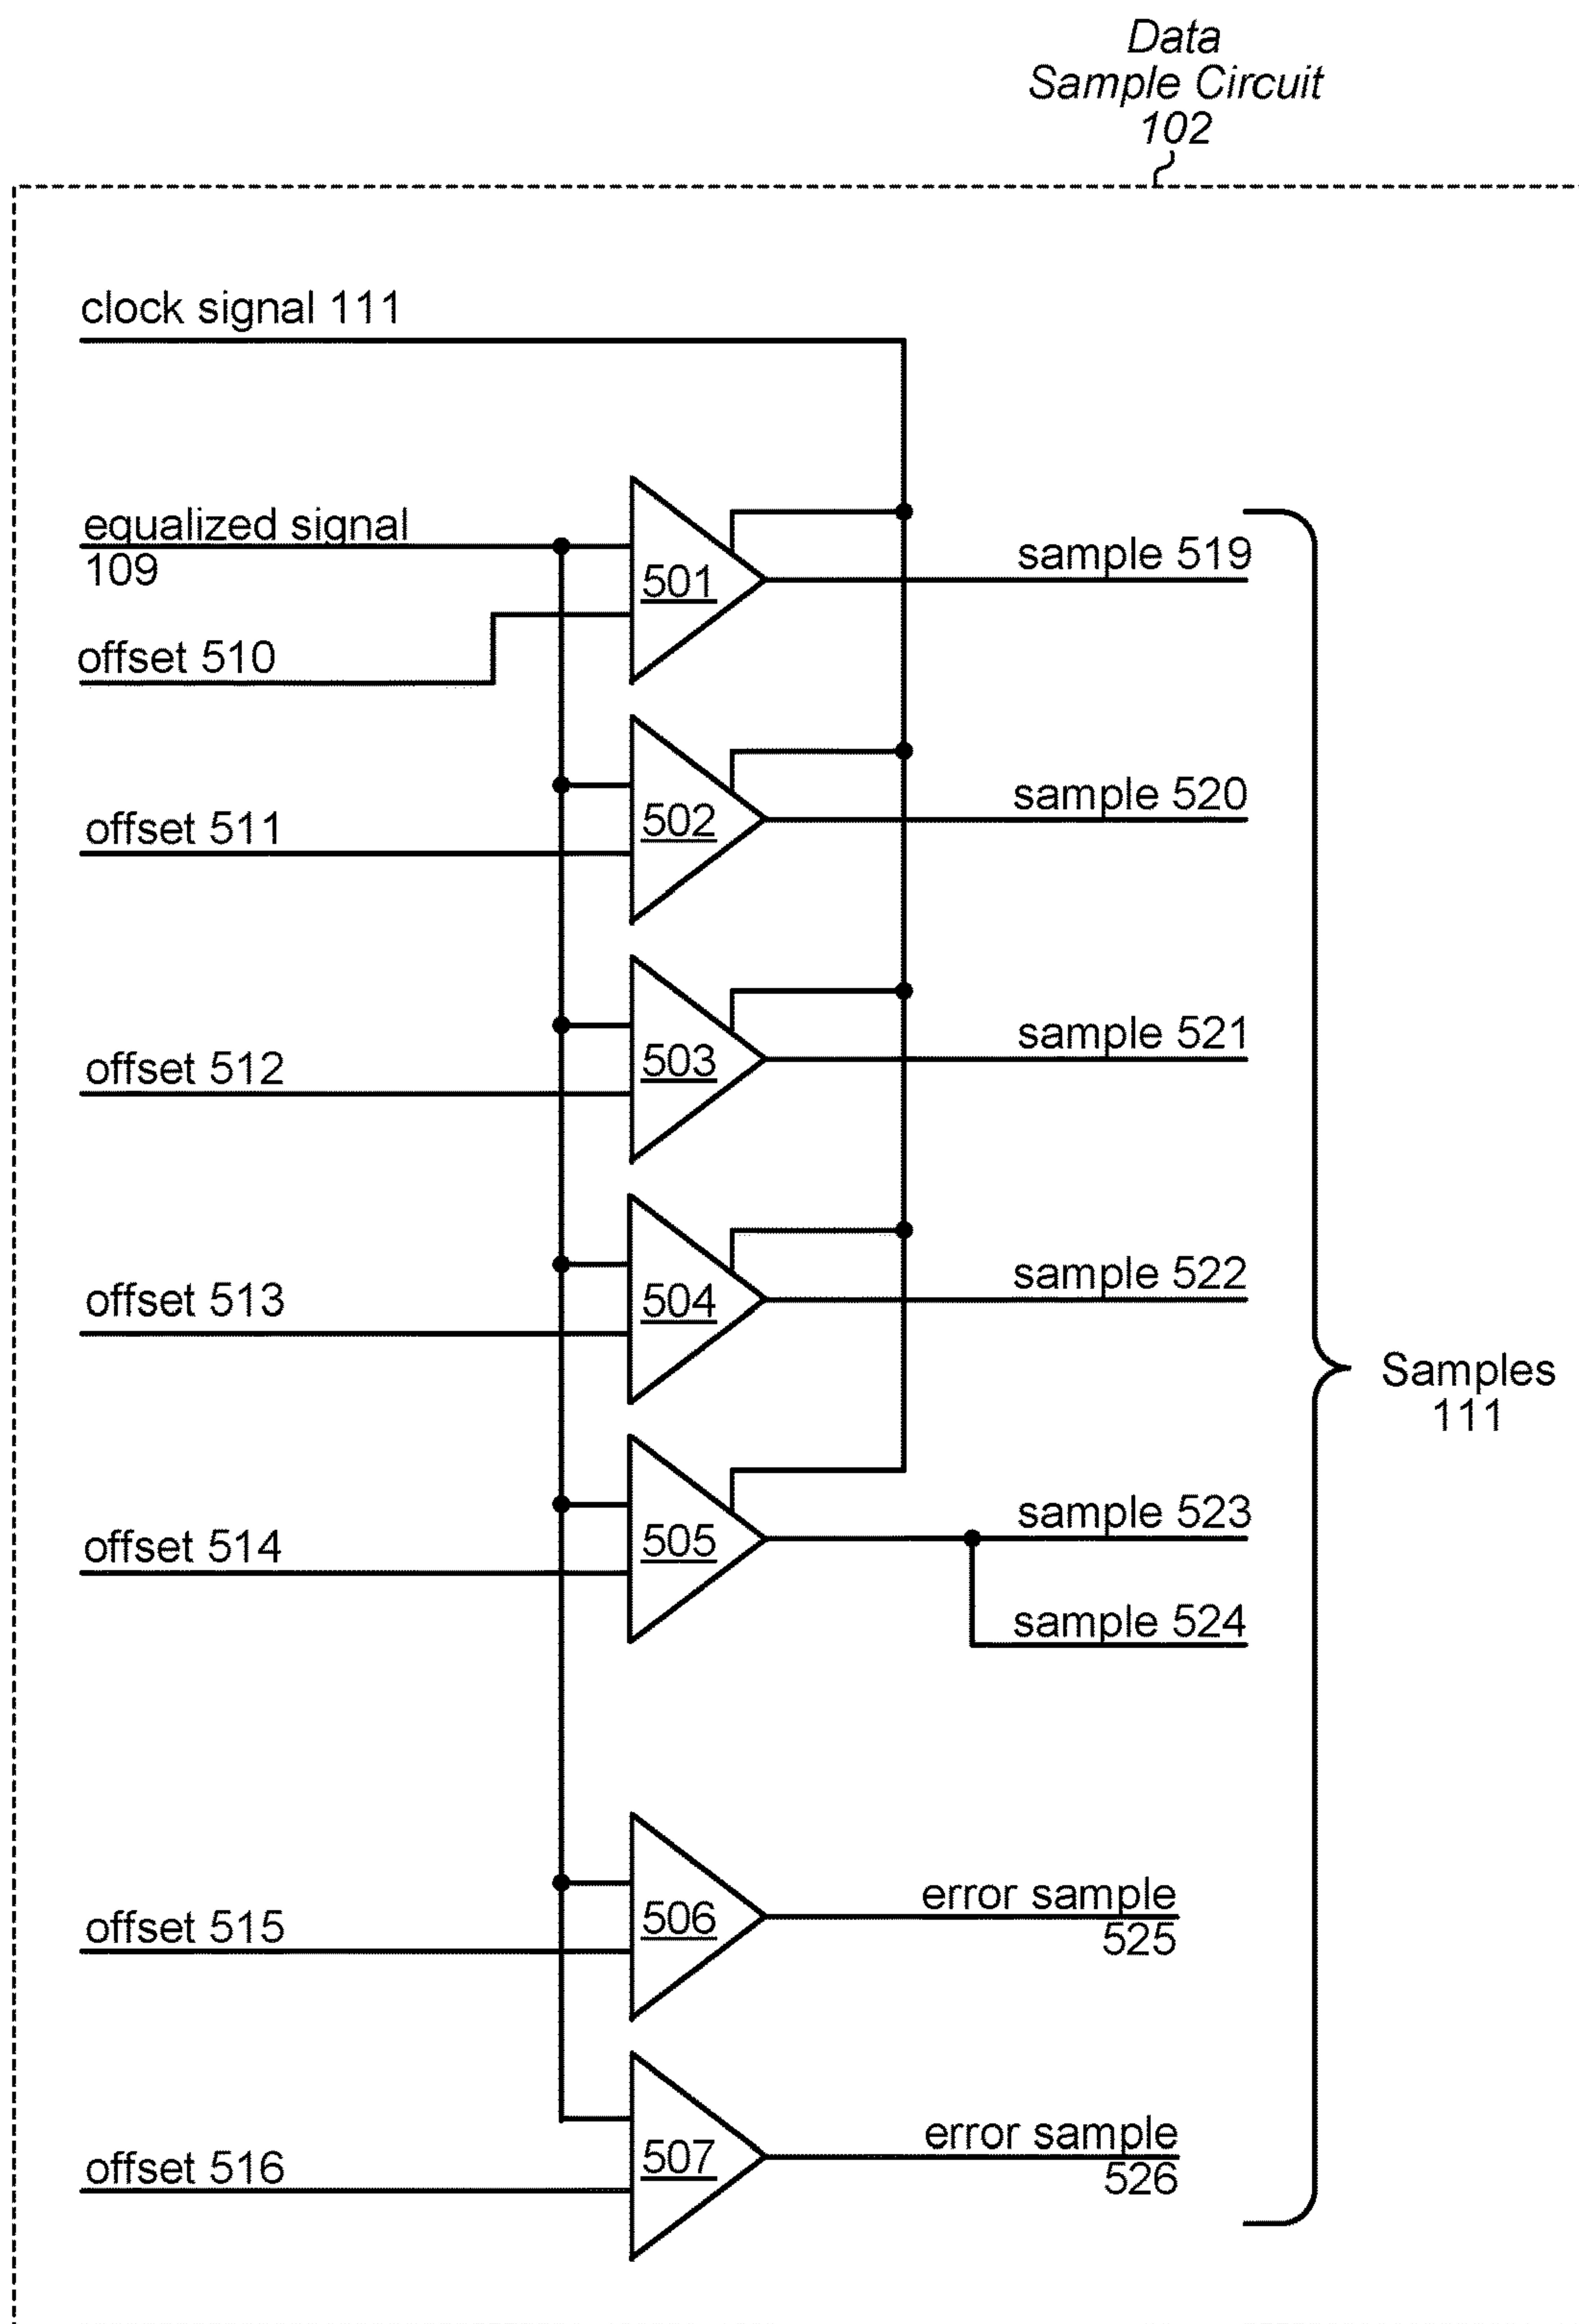 Data
Sample Circuit
102
clock signal 111
equalized signal
109
501
sample 519
offset 510
502
sample 520
offset 511
503
sample 521
offset 512
504
sample 522
offset 513
Samples
111
505
sample 523
offset 514
sample 524
506
error sample
525
offset 515
507
error sample
526
offset 516